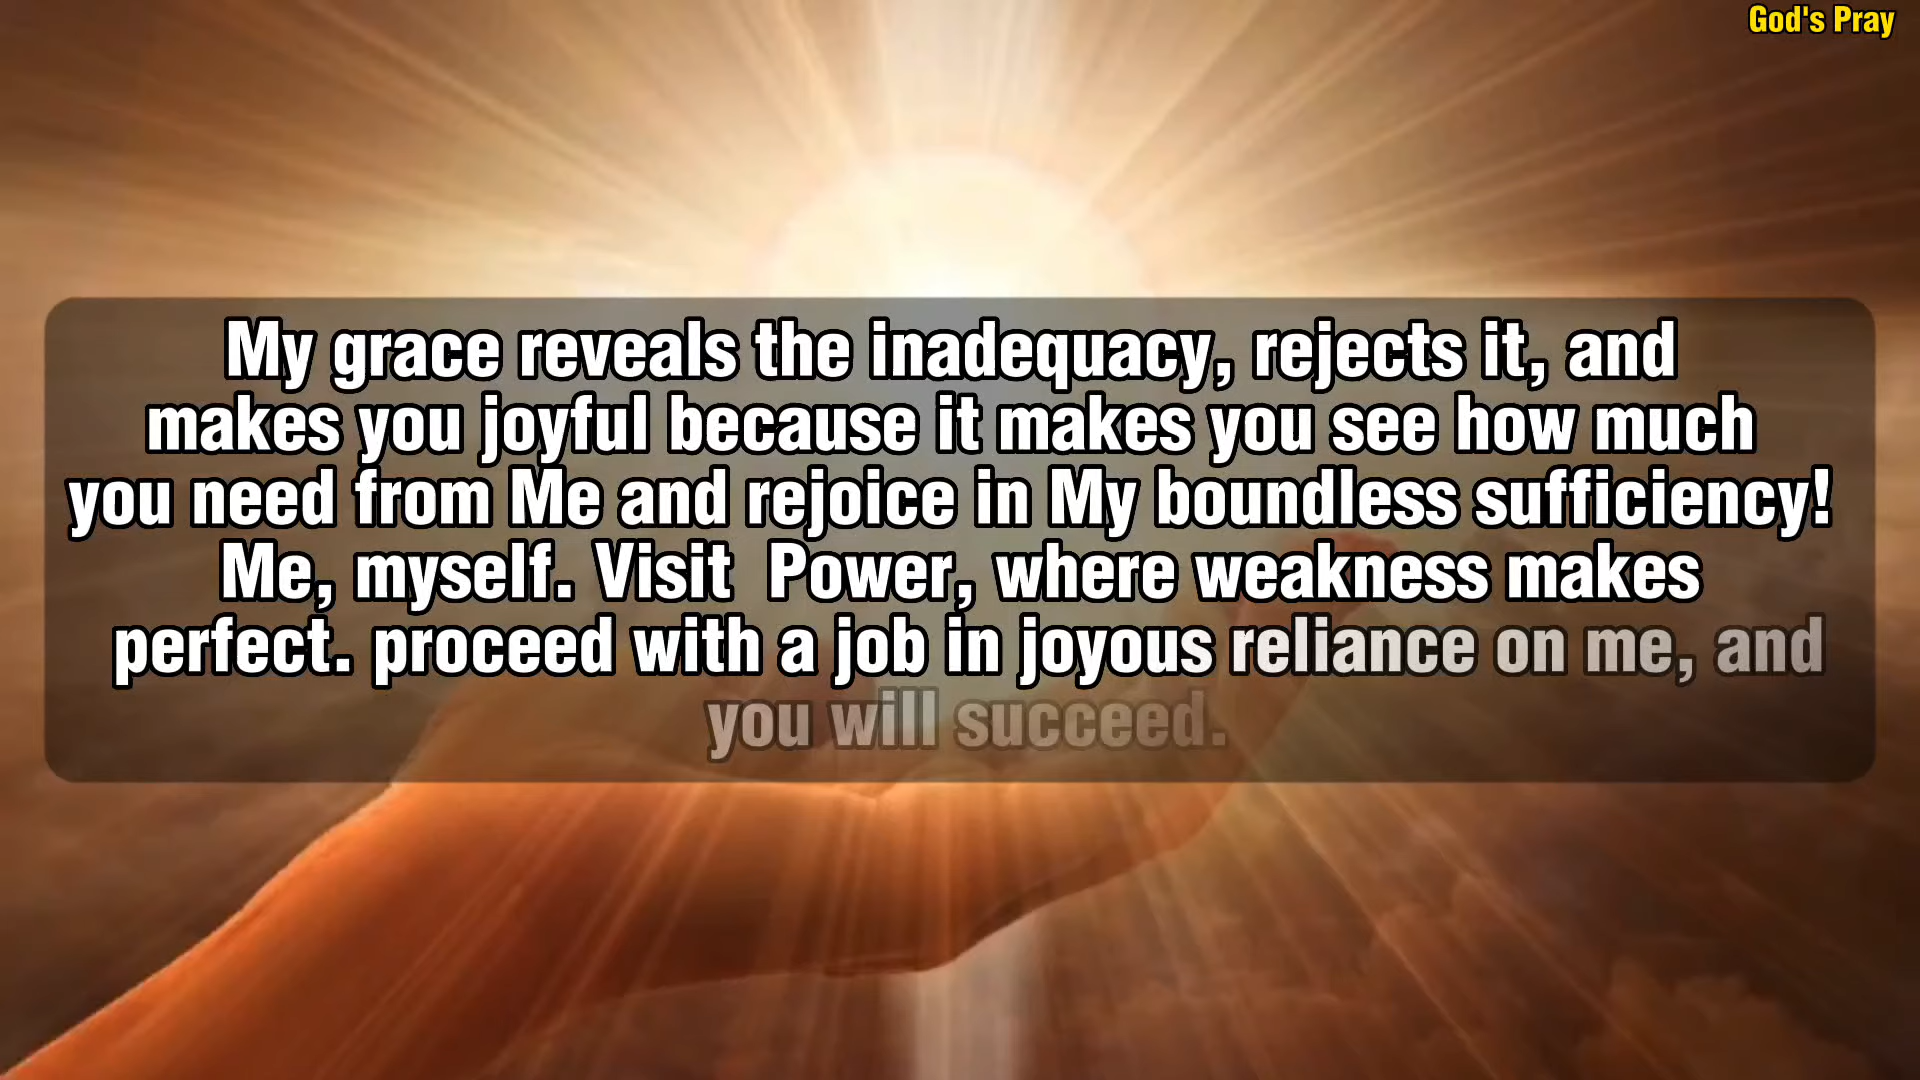 God's Pray
My grace reveals the inadequacy, rejects it, and
makes you joyful because it makes you see how much
you need from Me and rejoice in My boundless sufficiency!
Me, myself. Visit  Power, where weakness makes
perfect. proceed with a job in joyous reliance on me, and
you will succeed.